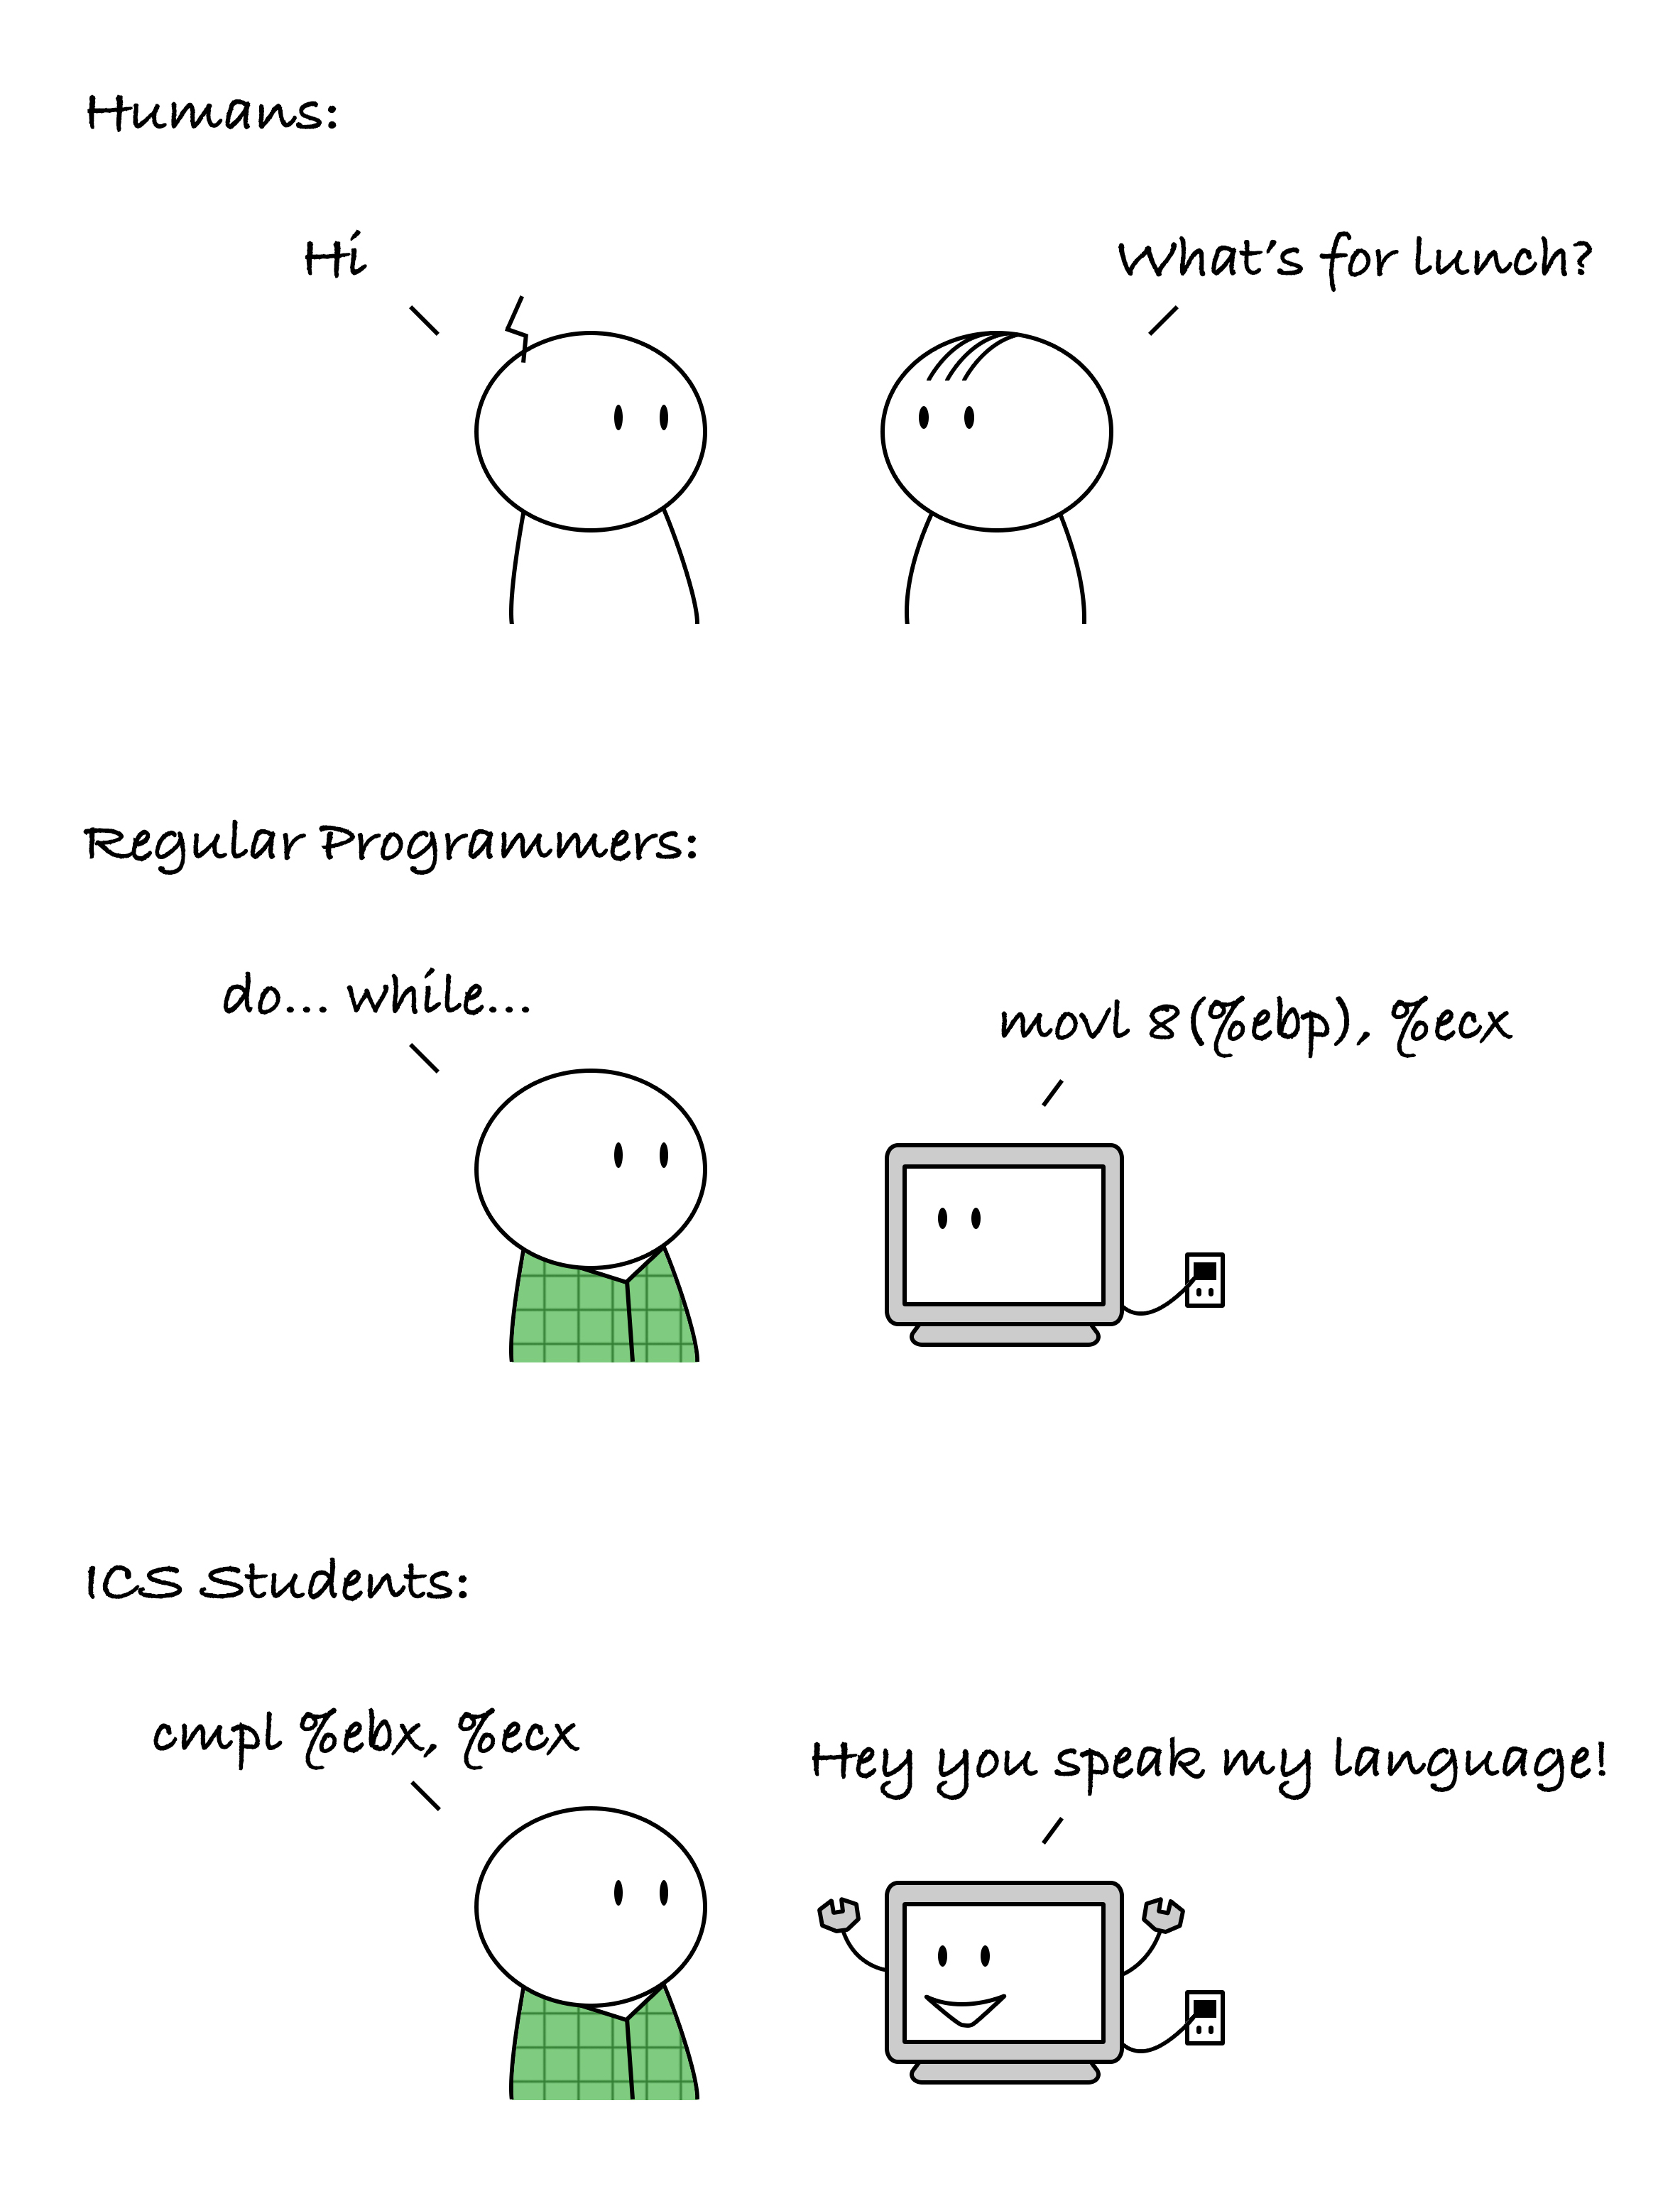 Humans:
Hi
What's for lunch?
Regular Programmers:
do... while...
movl 8(%ebp), %ecx
ICS Students:
cmpl %ebx, %ecx
Hey you speak my language!